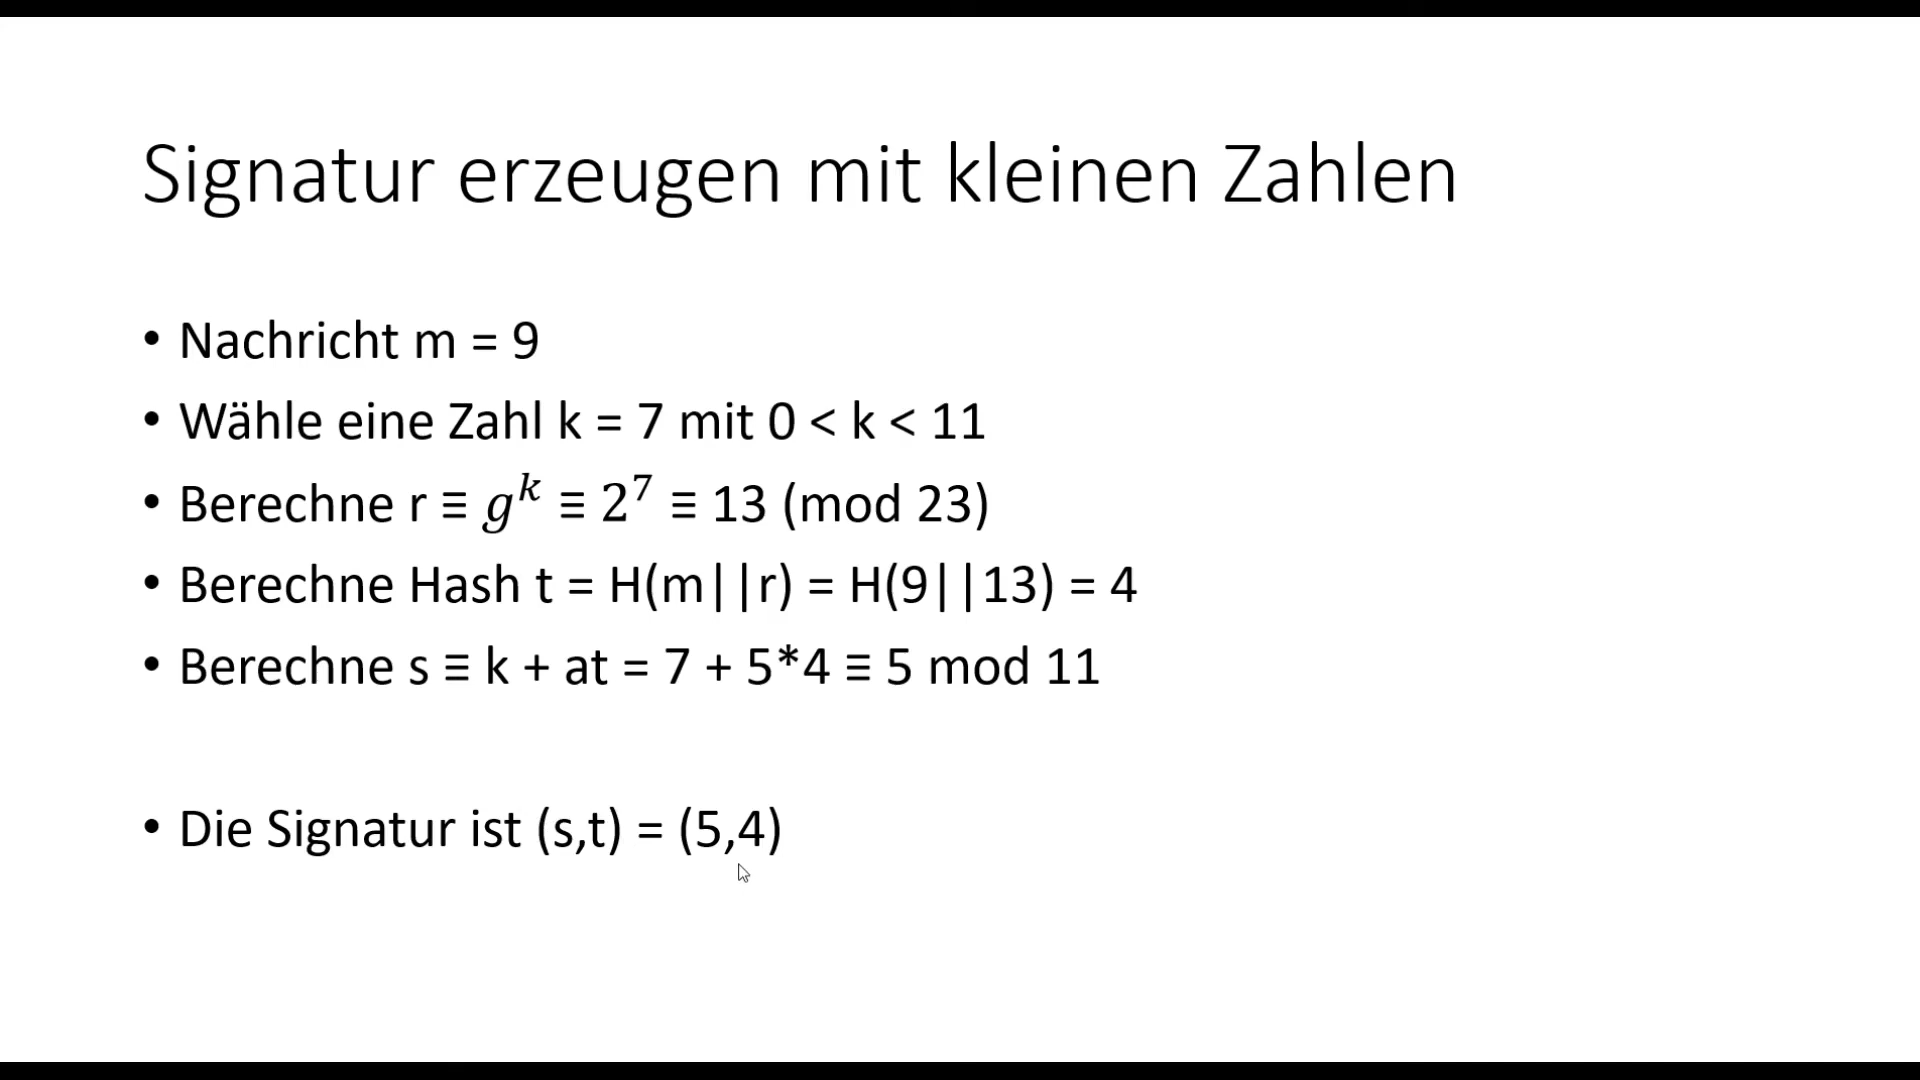 Signatur erzeugen mit kleinen Zahlen
• Nachricht m = 9
• Wähle eine Zahl k = 7 mit 0 < k < 11
• Berechne r ≡ g^k ≡ 2^7 ≡ 13 (mod 23)
• Berechne Hash t = H(m||r) = H(9||13) = 4
• Berechne s ≡ k + at = 7 + 5*4 ≡ 5 mod 11
• Die Signatur ist (s,t) = (5,4)